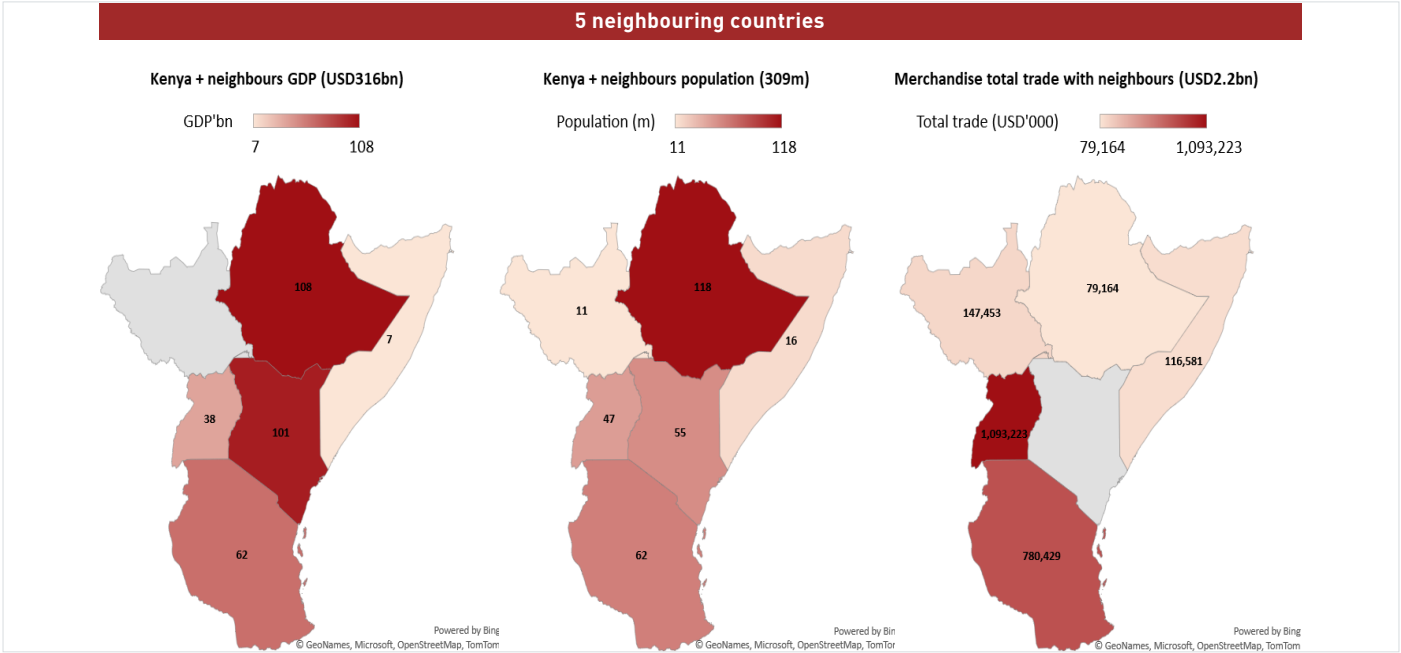 5 neighbouring countries
Kenya + neighbours GDP (USD316bn)
GDP'bn
7
108
108
7
38
101
62
Powered by Bing
© GeoNames, Microsoft, OpenStreetMap, TomTom
Kenya + neighbours population (309m)
Population (m)
11
118
118
11
16
47
55
62
Powered by Bin
© GeoNames, Microsoft, OpenStreetMap, TomTom
Merchandise total trade with neighbours (USD2.2bn)
Total trade (USD'000)
79,164
1,093,223
79,164
147,453
116,581
1,093,223
780,429
Powered by Bing
© GeoNames, Microsoft, OpenStreetMap, TomTom